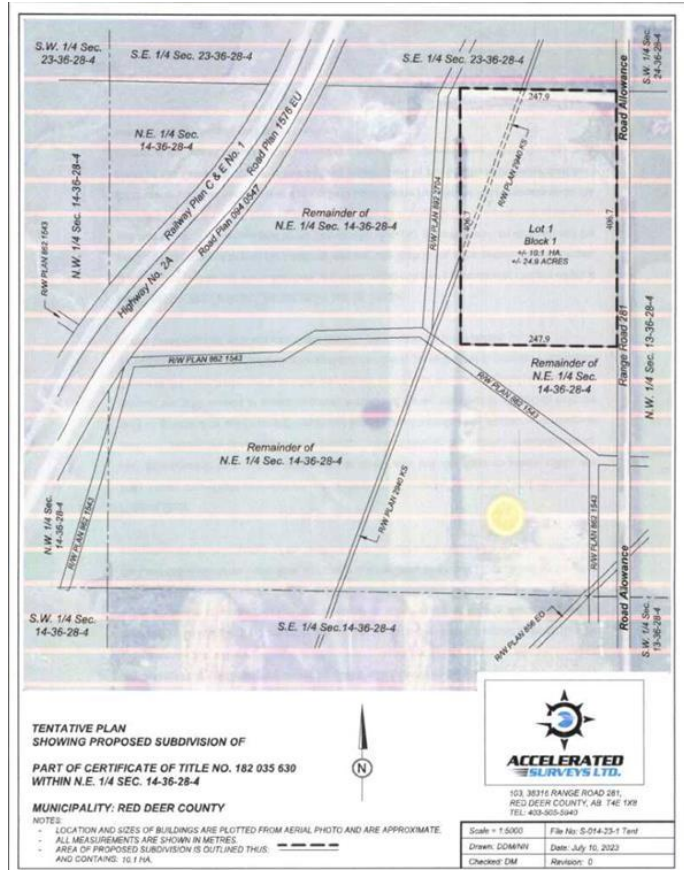 S.W. 1/4 Sec.
23-36-28-4
S.E. 1/4 Sec. 23-36-28-4
S.E. 1/4 Sec. 23-36-28-4
S.W. 1/4 Sec.
24-36-28-4
N.E. 1/4 Sec.
14-36-28-4
N.W. 1/4 Sec. 14-36-28-4
R/W PLAN 862 1543
Railway Plan C & E No. 1
Road Plan 1576 EU
Highway No. 2A
Road Plan 094 0547
Remainder of
N.E. 1/4 Sec. 14-36-28-4
R/W PLAN 892 2704
R/W PLAN 2940 KS
247.9
406.7
406.7
Lot 1
Block 1
+/- 10.1 HA.
+/- 24.9 ACRES
247.9
Road Allowance
Range Road 281
N.W. 1/4 Sec. 13-36-28-4
R/W PLAN 862 1543
Remainder of
N.E. 1/4 Sec.
14-36-28-4
R/W PLAN 862 1543
Remainder of
N.E. 1/4 Sec. 14-36-28-4
R/W PLAN 2940 KS
N.W. 1/4 Sec.
14-36-28-4
R/W PLAN 862 1543
R/W PLAN 862 1543
Road Allowance
S.W. 1/4 Sec.
14-36-28-4
S.E. 1/4 Sec. 14-36-28-4
S.W. 1/4 Sec.
13-36-28-4
TENTATIVE PLAN
SHOWING PROPOSED SUBDIVISION OF
PART OF CERTIFICATE OF TITLE NO. 182 035 630
WITHIN N.E. 1/4 SEC. 14-36-28-4
MUNICIPALITY: RED DEER COUNTY
NOTES:
- LOCATION AND SIZES OF BUILDINGS ARE PLOTTED FROM AERIAL PHOTO AND ARE APPROXIMATE.
- ALL MEASUREMENTS ARE SHOWN IN METRES.
- AREA OF PROPOSED SUBDIVISION IS OUTLINED THUS:
AND CONTAINS: 10.1 HA.
N
ACCELERATED
SURVEYS LTD.
RED DEER COUNTY, AB. T4E 1X8
Scale = 1:5000
File No: S-014-23-1 Tent
Drawn: DDM/NN
Date: July 10, 2023
Checked: DM
Revision: 0